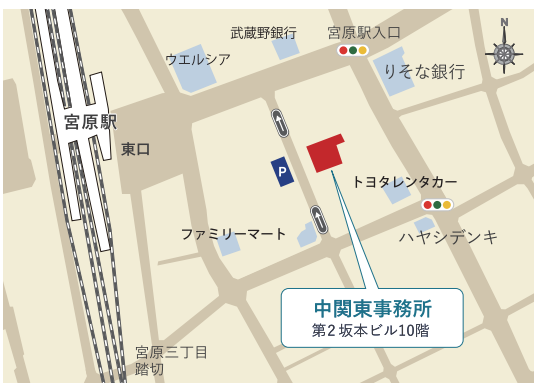 武蔵野銀行
宮原駅入口
N
ウエルシア
りそな銀行
宮原駅
東口
P
トヨタレンタカー
ファミリーマート
ハヤシデンキ
中関東事務所
第2坂本ビル10階
宮原三丁目
踏切